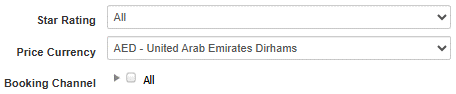 Star Rating All
Price Currency AED - United Arab Emirates Dirhams
Booking Channel All